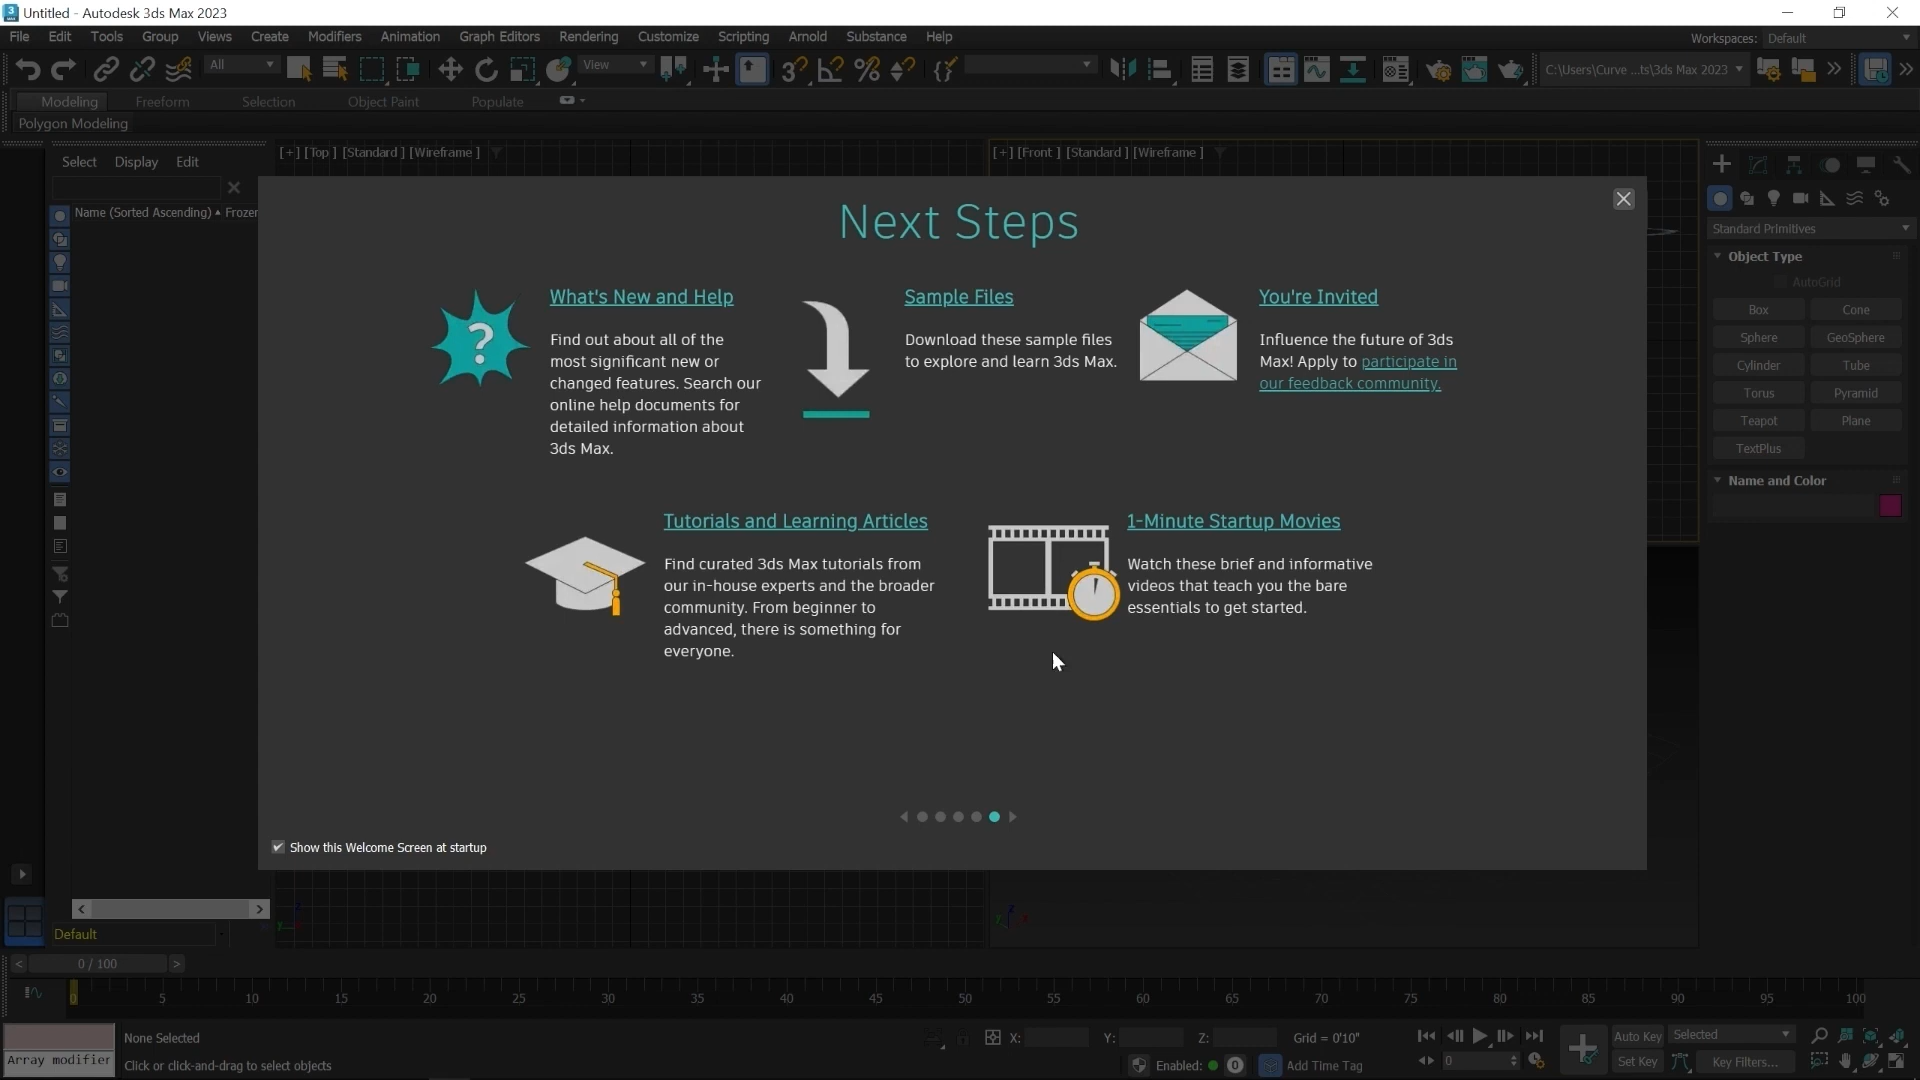 Untitled - Autodesk 3ds Max 2023
File Edit Tools Group Views Create Modifiers Animation Graph Editors Rendering Customize Scripting Arnold Substance Help
Workspaces: Default
All
View
C:\Users\Curve ...ts\3ds Max 2023
Modeling Freeform Selection Object Paint Populate
Polygon Modeling
Select Display Edit
[+] [Top ] [Standard ] [Wireframe ]
[+] [Front ] [Standard ] [Wireframe ]
Name (Sorted Ascending) Frozen
Next Steps
What's New and Help
Find out about all of the
most significant new or
changed features. Search our
online help documents for
detailed information about
3ds Max.
Sample Files
Download these sample files
to explore and learn 3ds Max.
You're Invited
Influence the future of 3ds
Max! Apply to participate in
our feedback community.
Tutorials and Learning Articles
Find curated 3ds Max tutorials from
our in-house experts and the broader
community. From beginner to
advanced, there is something for
everyone.
1-Minute Startup Movies
Watch these brief and informative
videos that teach you the bare
essentials to get started.
Show this Welcome Screen at startup
Standard Primitives
Object Type
AutoGrid
Box Cone
Sphere GeoSphere
Cylinder Tube
Torus Pyramid
Teapot Plane
TextPlus
Name and Color
Default
0 / 100
0 5 10 15 20 25 30 35 40 45 50 55 60 65 70 75 80 85 90 95 100
None Selected
X: Y: Z: Grid = 0'10"
Auto Key Selected
Array modifier
Click or click-and-drag to select objects
Enabled: 0 Add Time Tag
0
Set Key Key Filters...